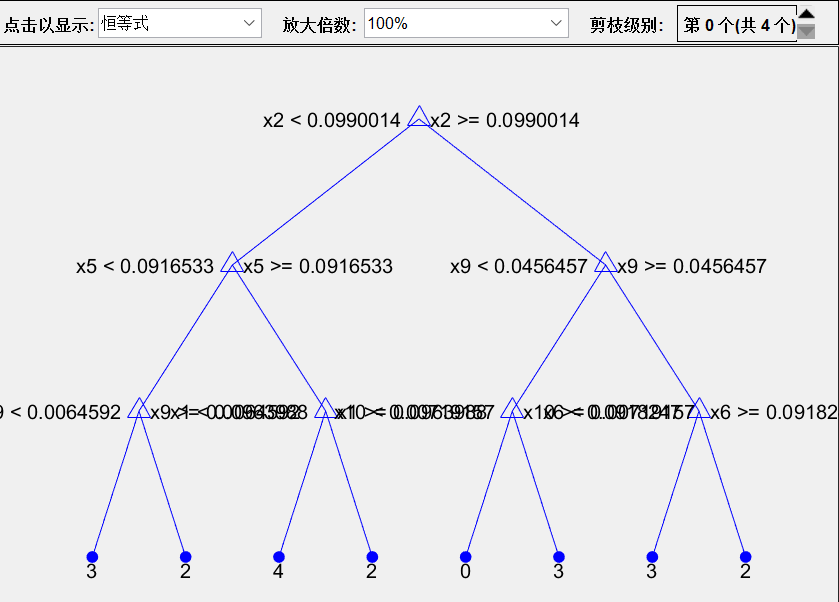 点击以显示: 恒等式 放大倍数: 100% 剪枝级别: 第 0 个(共 4 个)
x2 < 0.0990014 x2 >= 0.0990014
x5 < 0.0916533 x5 >= 0.0916533 x9 < 0.0456457 x9 >= 0.0456457
< 0.0064592 x6 >= 0.09182
3 2 4 2 0 3 3 2